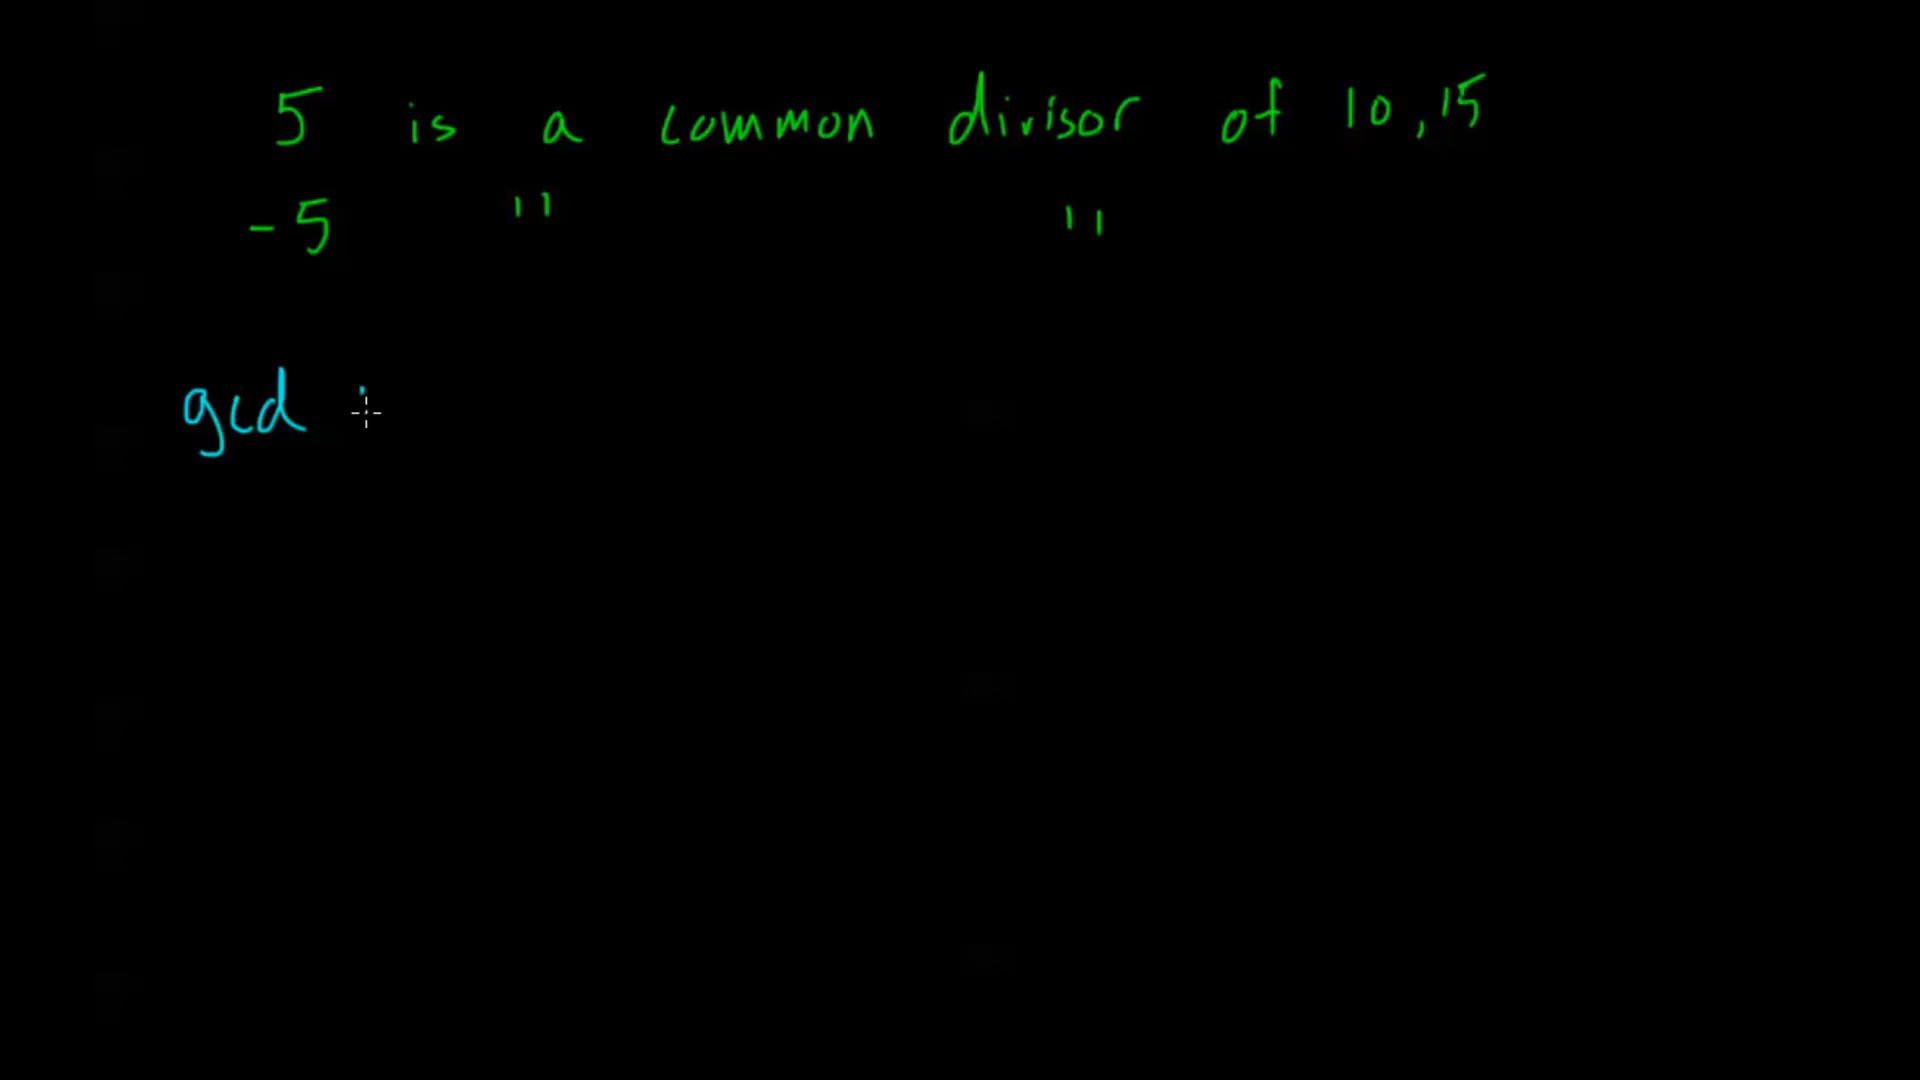 5 is a common divisor of 10, 15
-5 " "
gcd